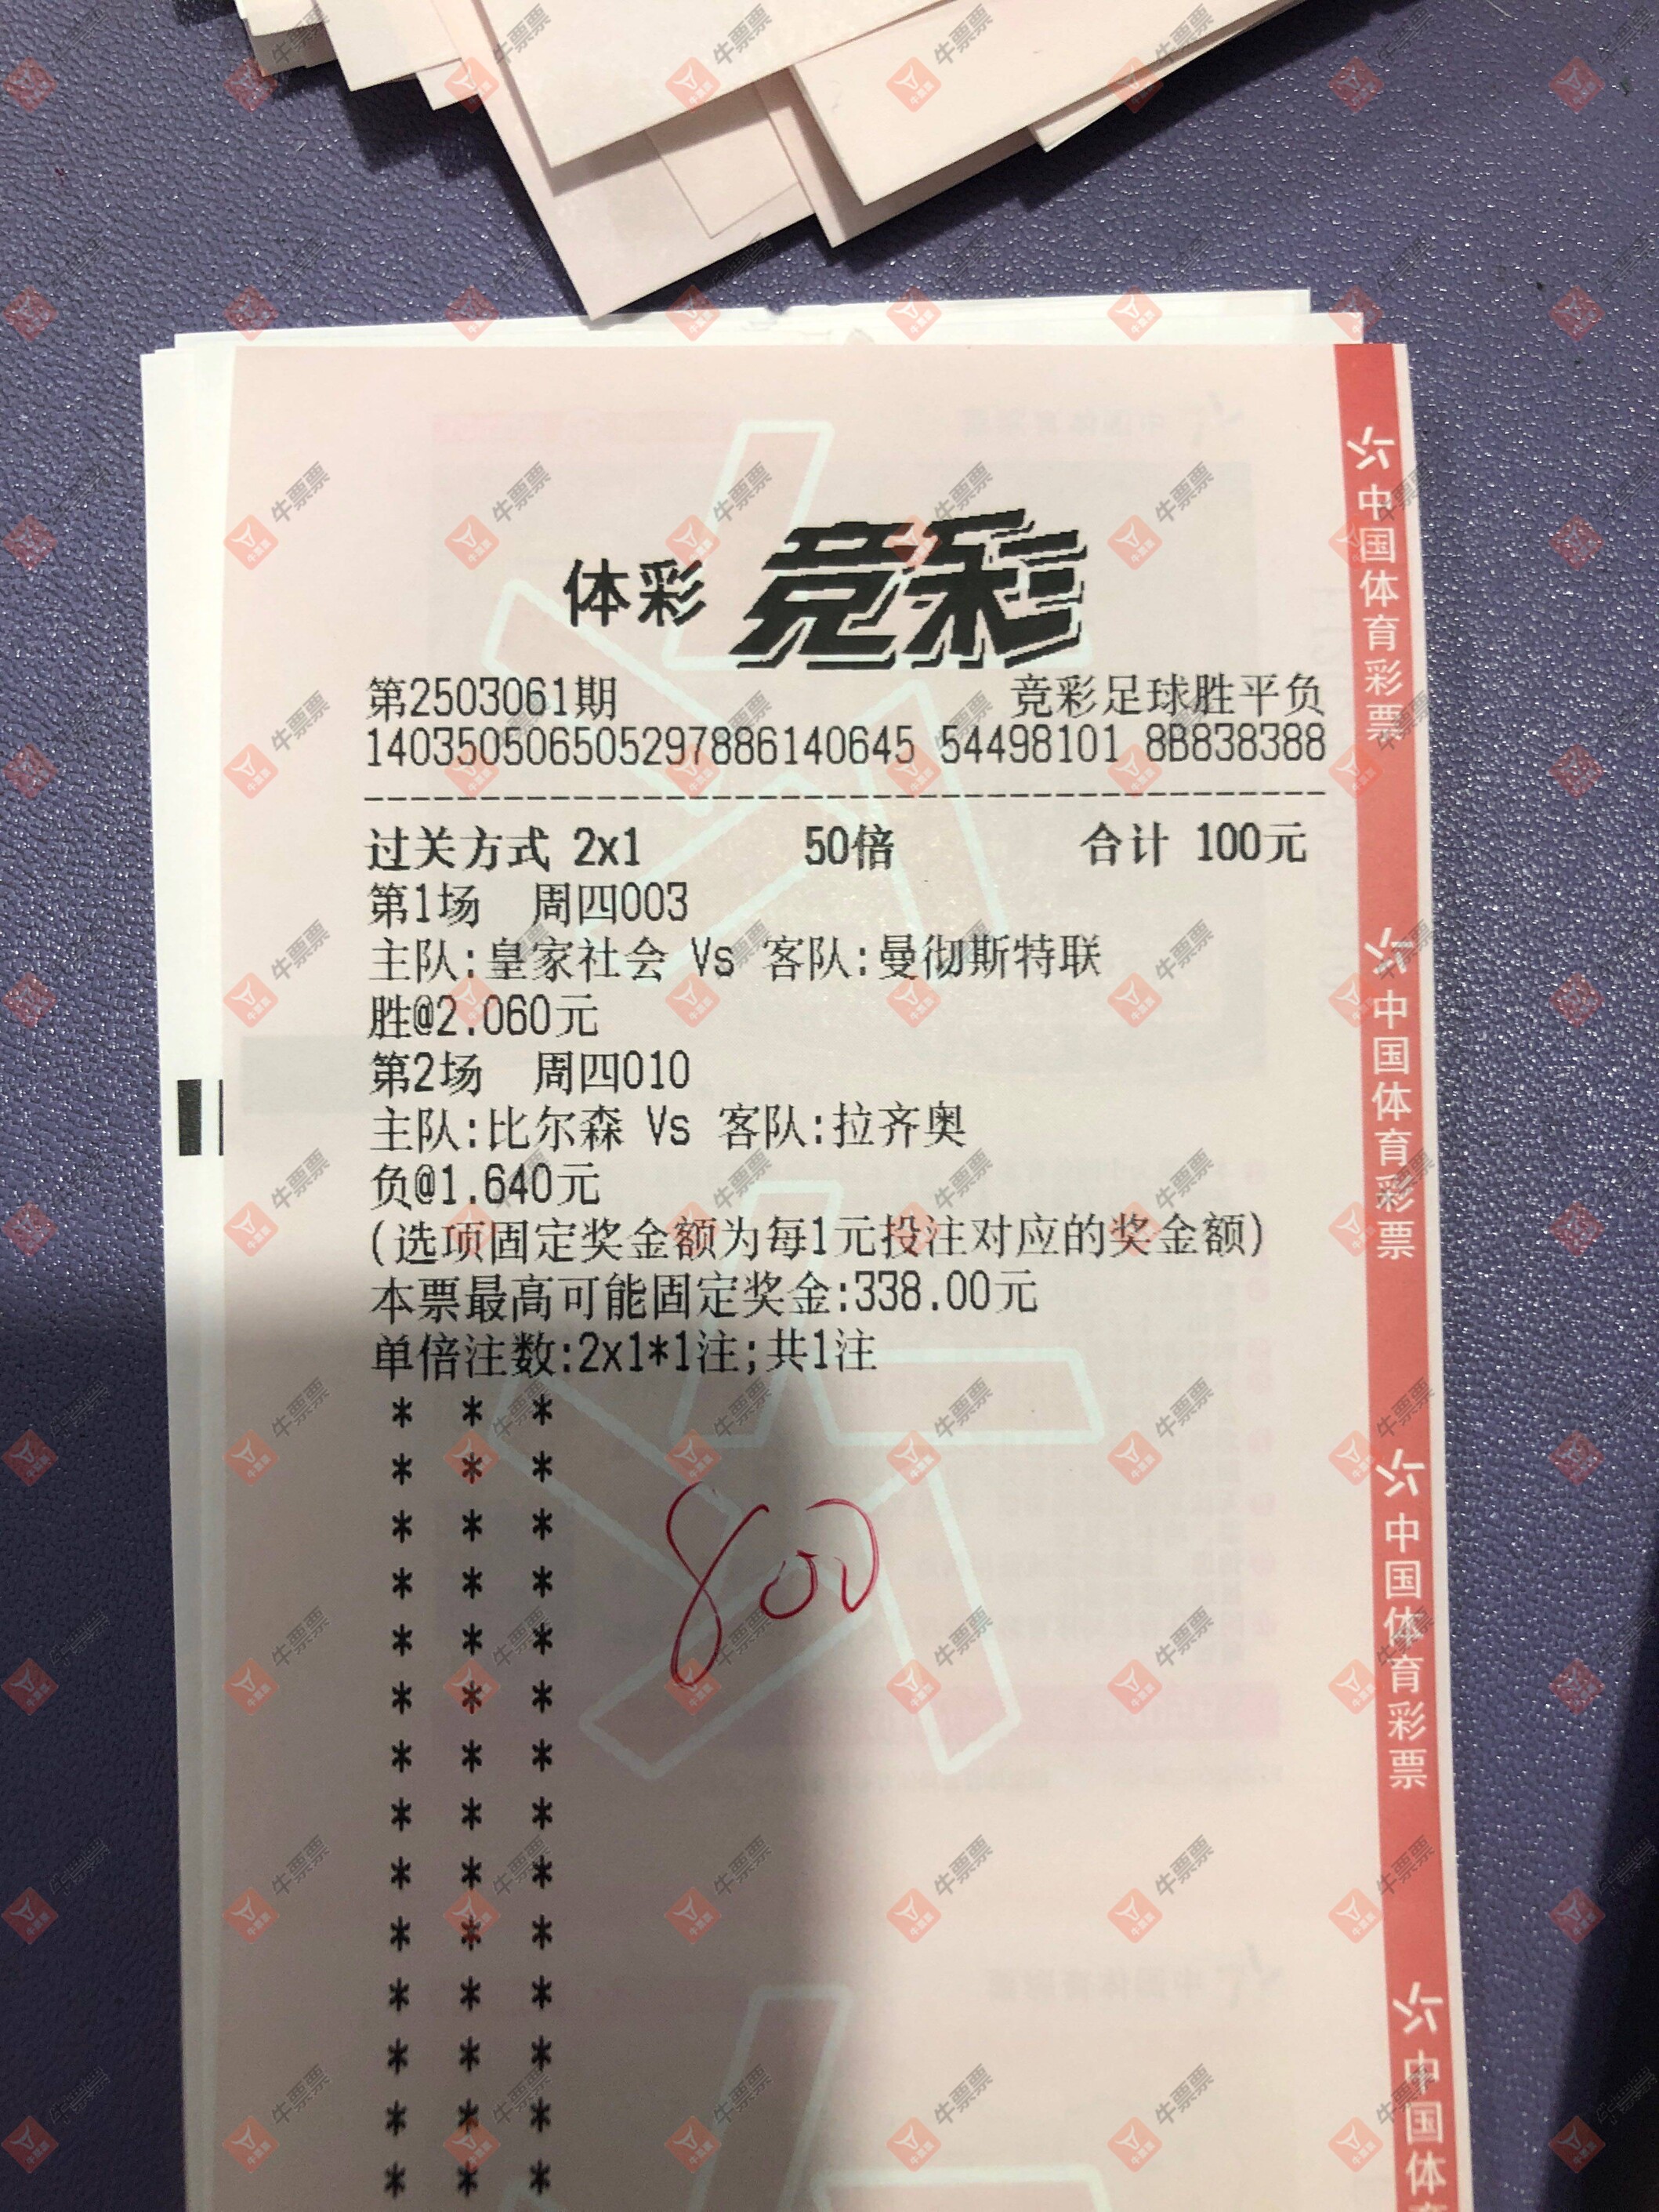 体彩 竞彩
第2503061期 竞彩足球胜平负
140350506505297886140645 54498101 8B838388
过关方式 2x1 50倍 合计 100元
第1场 周四003
主队:皇家社会 Vs 客队:曼彻斯特联
胜@2.060元
第2场 周四010
主队:比尔森 Vs 客队:拉齐奥
负@1.640元
(选项固定奖金额为每1元投注对应的奖金额)
本票最高可能固定奖金:338.00元
单倍注数:2x1*1注;共1注
* * *
* * *
* * *
* * *
* * *
* * *
* * *
* * *
* * *
* * *
* * *
* * *
* * *
* * *
800
中国体育彩票
中国体育彩票
中国体育彩票
中国体
牛票票